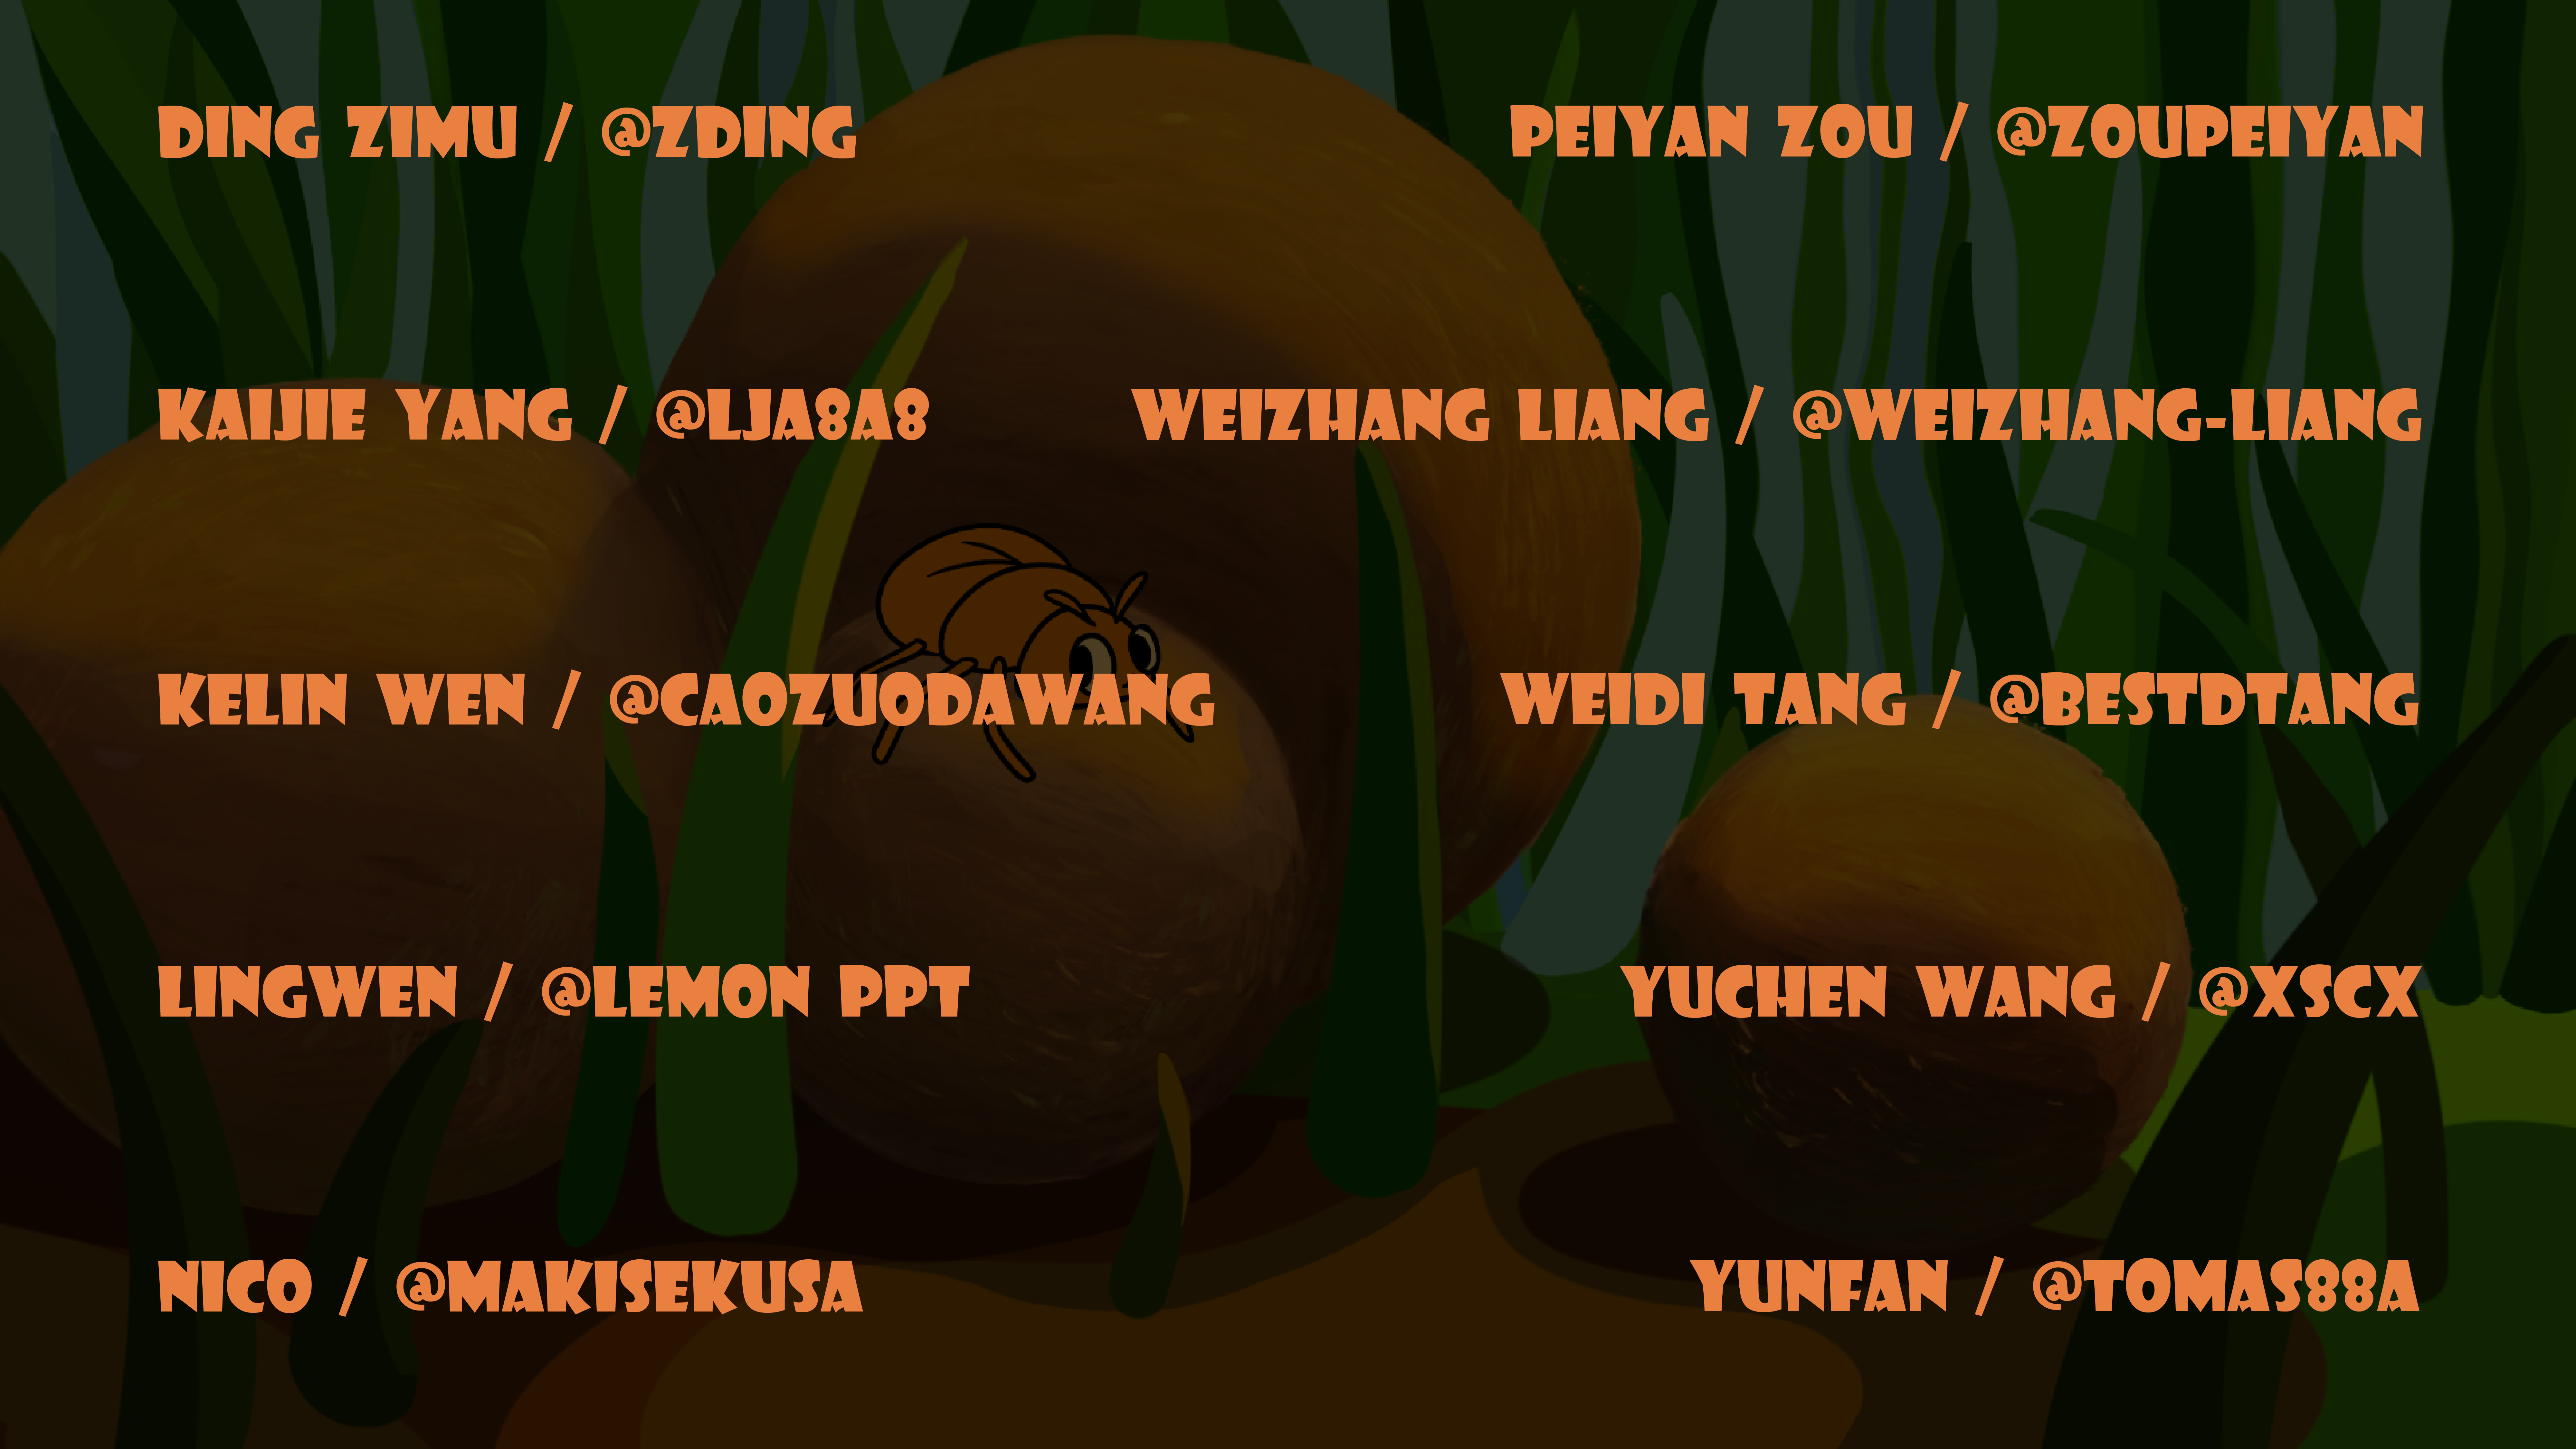 DING ZIMU / @ZDING
PEIYAN ZOU / @ZOUPEIYAN
KAIJIE YANG / @LJA8A8
WEIZHANG LIANG / @WEIZHANG-LIANG
KELIN WEN / @CAOZUODAWANG
WEIDI TANG / @BESTDTANG
LINGWEN / @LEMON PPT
YUCHEN WANG / @XSCX
NICO / @MAKISEKUSA
YUNFAN / @TOMAS88A